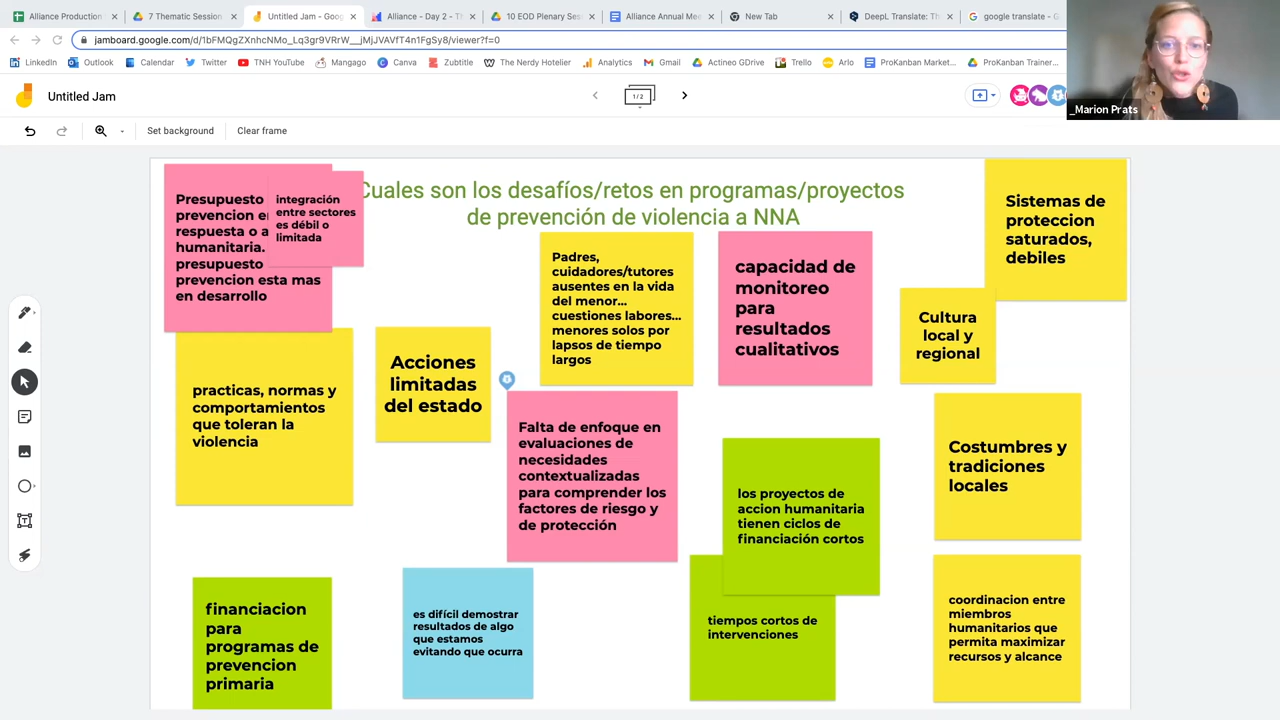 Alliance Production
7 Thematic Session
Untitled Jam - Goo
Alliance - Day 2 - Th
10 EOD Plenary Ses
Alliance Annual Mee
New Tab
DeepL Translate: Th
google translate - G
jamboard.google.com/d/1bFMQgZXnhcNMo_Lq3gr9VRrW__jMjJVAVfT4n1FgSy8/viewer?f=0
LinkedIn
Outlook
Calendar
Twitter
TNH YouTube
Mangago
Canva
Zubtitle
The Nerdy Hotelier
Analytics
Gmail
Actineo GDrive
Trello
Arlo
ProKanban Market...
ProKanban Trainer...
_Marion Prats
Untitled Jam
1/2
Set background
Clear frame
Cuales son los desafíos/retos en programas/proyectos
de prevención de violencia a NNA
Presupuesto
prevencion
respuesta o
humanitaria.
presupuesto
prevencion esta mas
en desarrollo
integración
entre sectores
es débil o
limitada
Padres,
cuidadores/tutores
ausentes en la vida
del menor...
cuestiones labores...
menores solos por
lapsos de tiempo
largos
capacidad de
monitoreo
para
resultados
cualitativos
Sistemas de
proteccion
saturados,
debiles
Cultura
local y
regional
practicas, normas y
comportamientos
que toleran la
violencia
Acciones
limitadas
del estado
Falta de enfoque en
evaluaciones de
necesidades
contextualizadas
para comprender los
factores de riesgo y
de protección
los proyectos de
accion humanitaria
tienen ciclos de
financiación cortos
Costumbres y
tradiciones
locales
financiacion
para
programas de
prevencion
primaria
es difícil demostrar
resultados de algo
que estamos
evitando que ocurra
tiempos cortos de
intervenciones
coordinacion entre
miembros
humanitarios que
permita maximizar
recursos y alcance